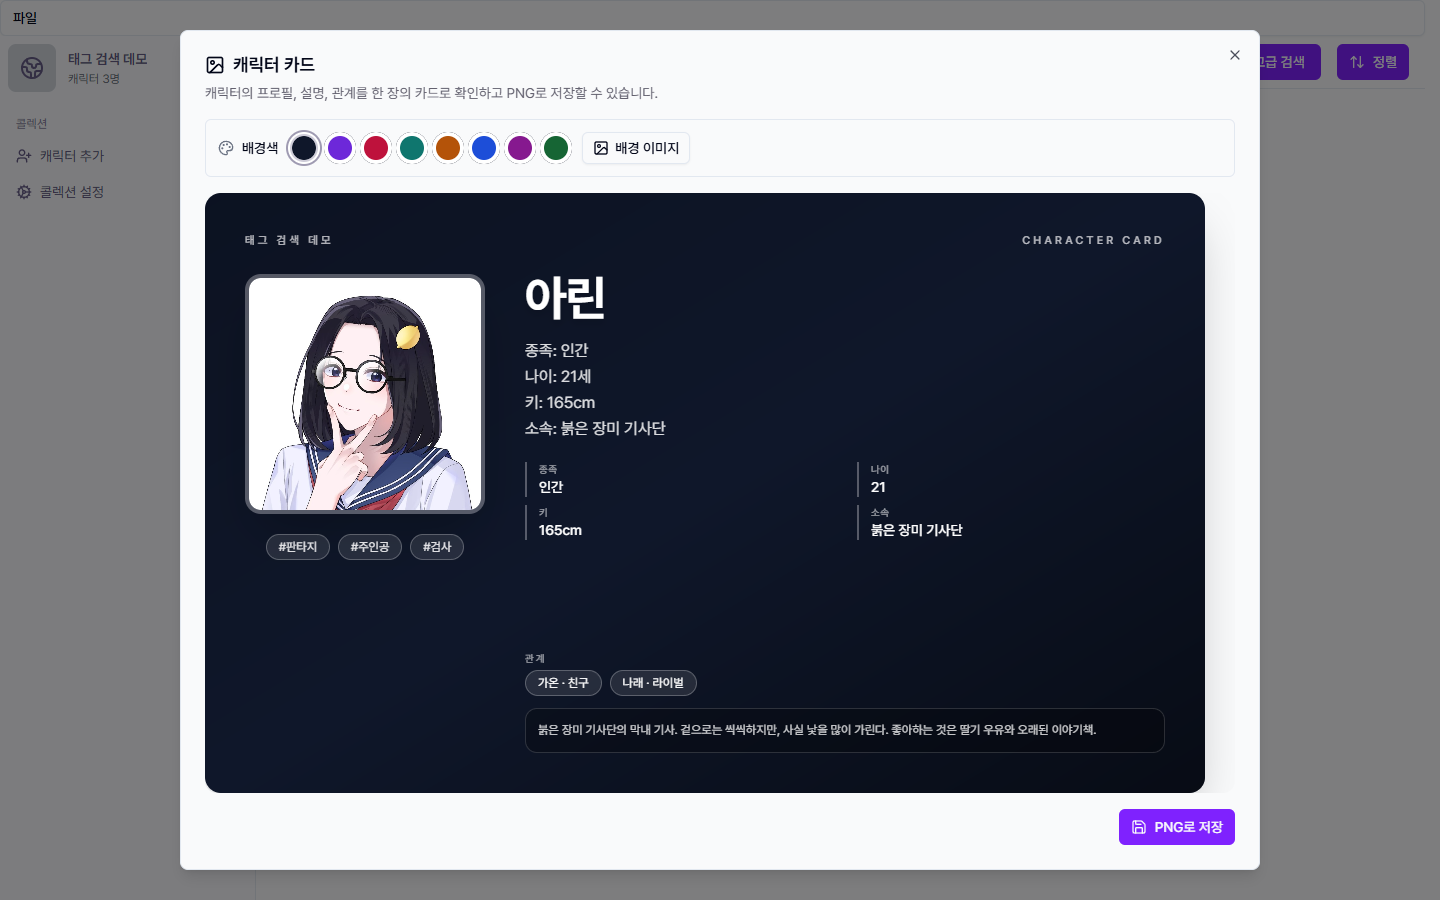 파일
태그 검색 데모
캐릭터 3명
콜렉션
캐릭터 추가
콜렉션 설정
검색
정렬
캐릭터 카드
캐릭터의 프로필, 설명, 관계를 한 장의 카드로 확인하고 PNG로 저장할 수 있습니다.
배경색
배경 이미지
태그 검색 데모
CHARACTER CARD
아린
종족: 인간
나이: 21세
키: 165cm
소속: 붉은 장미 기사단
종족
인간
나이
21
키
165cm
소속
붉은 장미 기사단
#판타지
#주인공
#검사
관계
가온 · 친구
나래 · 라이벌
붉은 장미 기사단의 막내 기사. 겉으로는 씩씩하지만, 사실 낯을 많이 가린다. 좋아하는 것은 딸기 우유와 오래된 이야기책.
PNG로 저장